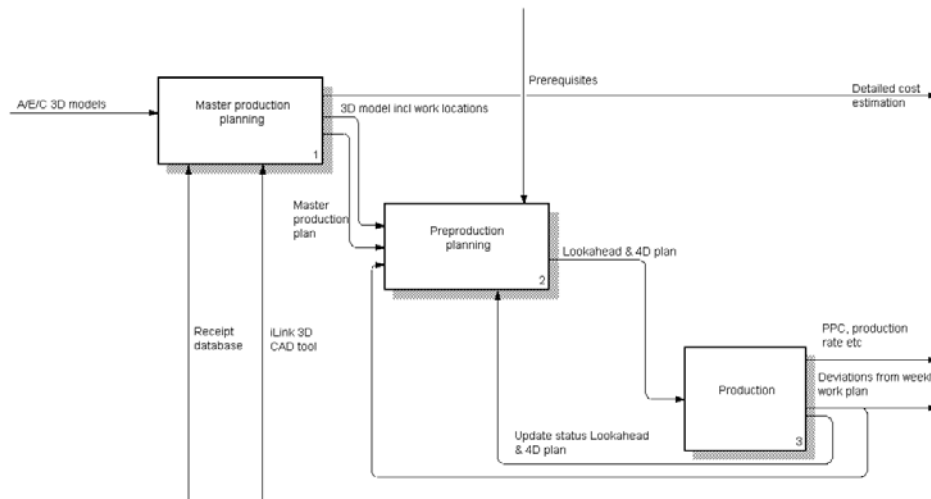 Prerequisites
A/E/C 3D models
Master production
planning
1
3D model incl work locations
Detailed cost
estimation
Master
production
plan
Preproduction
planning
2
Lookahead & 4D plan
Receipt
database
iLink 3D
CAD tool
PPC, production
rate etc
Production
3
Deviations from weekl
work plan
Update status Lookahead
& 4D plan